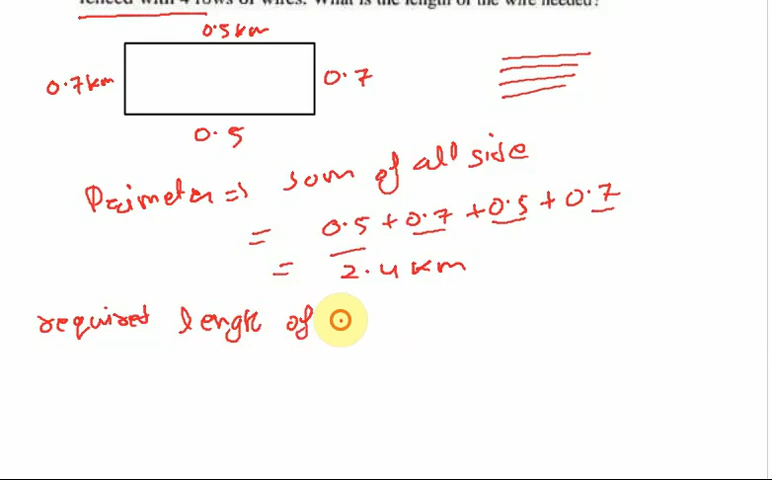 fenced with 4 rows of wires. What is the length of the wire needed?
0.5km
0.7km
0.7
0.5
Perimeter => sum of all side
= 0.5 + 0.7 + 0.5 + 0.7
= 2.4 km
required length of